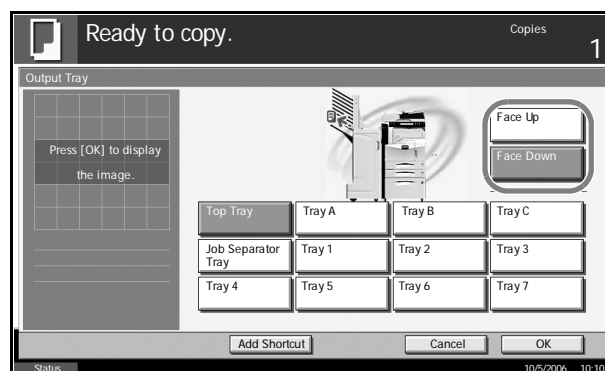 Ready to copy.
Copies
1
Output Tray
Press [OK] to display
the image.
Face Up
Face Down
Top Tray
Tray A
Tray B
Tray C
Job Separator
Tray
Tray 1
Tray 2
Tray 3
Tray 4
Tray 5
Tray 6
Tray 7
Add Shortcut
Cancel
OK
Status
10/5/2006 10:10